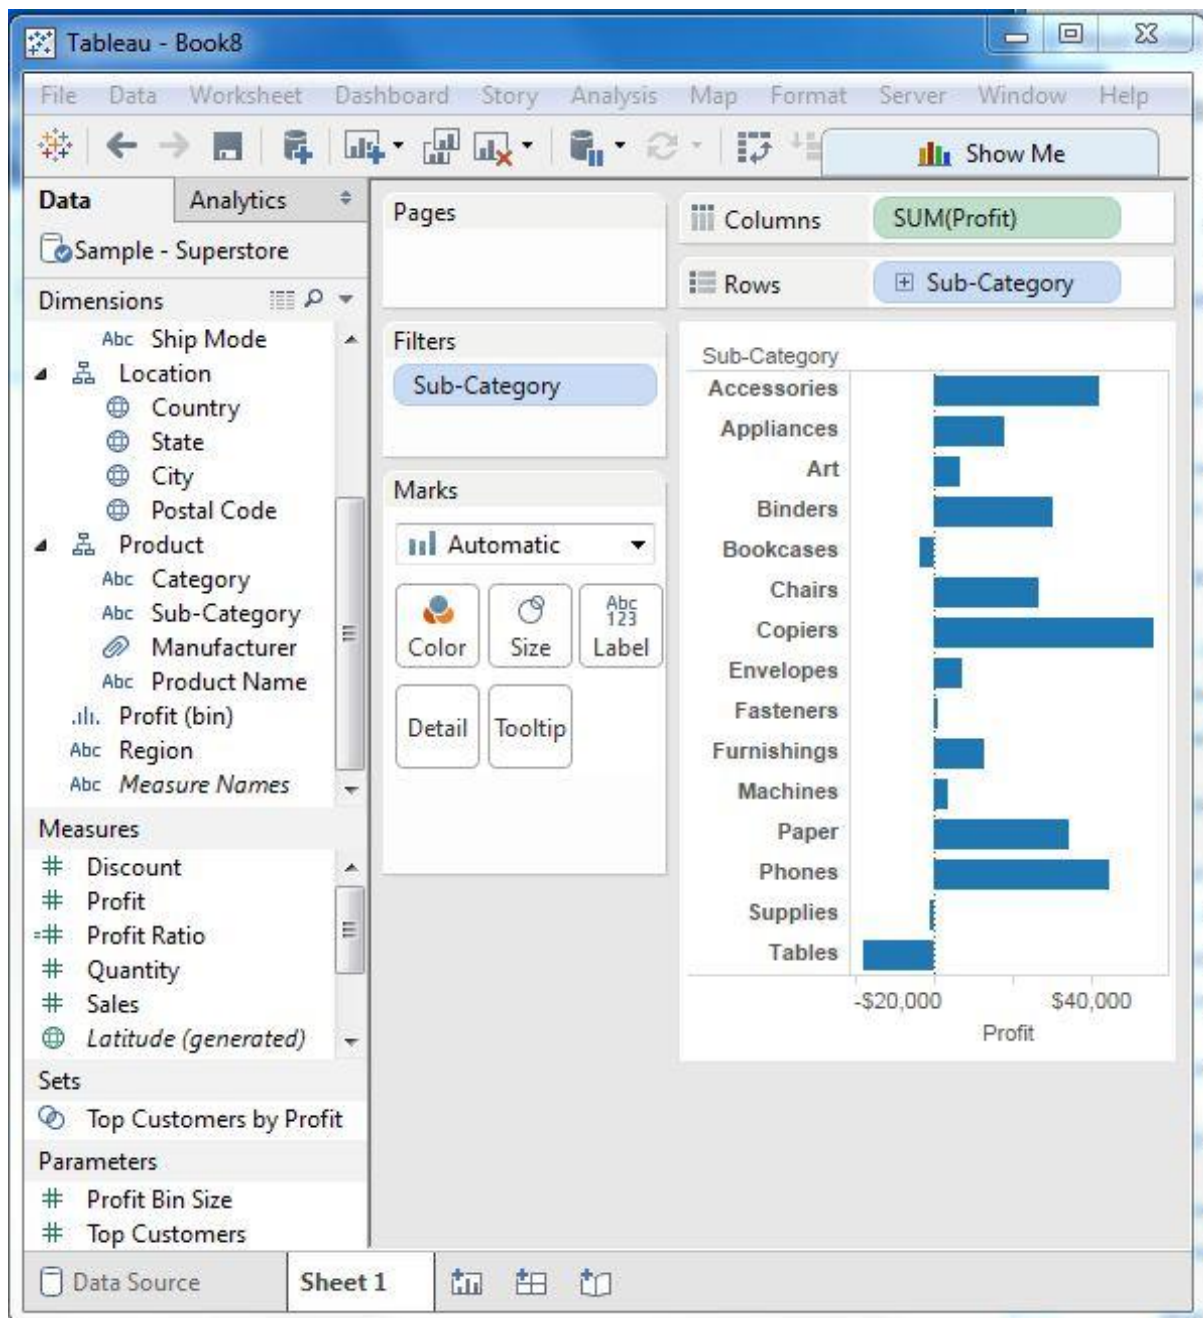 Tableau - Book8
File Data Worksheet Dashboard Story Analysis Map Format Server Window Help
Show Me
Data Analytics
Sample - Superstore
Dimensions
Abc Ship Mode
Location
Country
State
City
Postal Code
Product
Abc Category
Abc Sub-Category
Manufacturer
Abc Product Name
Profit (bin)
Abc Region
Abc Measure Names
Measures
# Discount
# Profit
=# Profit Ratio
# Quantity
# Sales
Latitude (generated)
Sets
Top Customers by Profit
Parameters
# Profit Bin Size
# Top Customers
Pages
Filters
Sub-Category
Marks
Automatic
Color Size Abc 123 Label
Detail Tooltip
Columns SUM(Profit)
Rows Sub-Category
Sub-Category
Accessories
Appliances
Art
Binders
Bookcases
Chairs
Copiers
Envelopes
Fasteners
Furnishings
Machines
Paper
Phones
Supplies
Tables
-$20,000 $40,000
Profit
Data Source Sheet 1